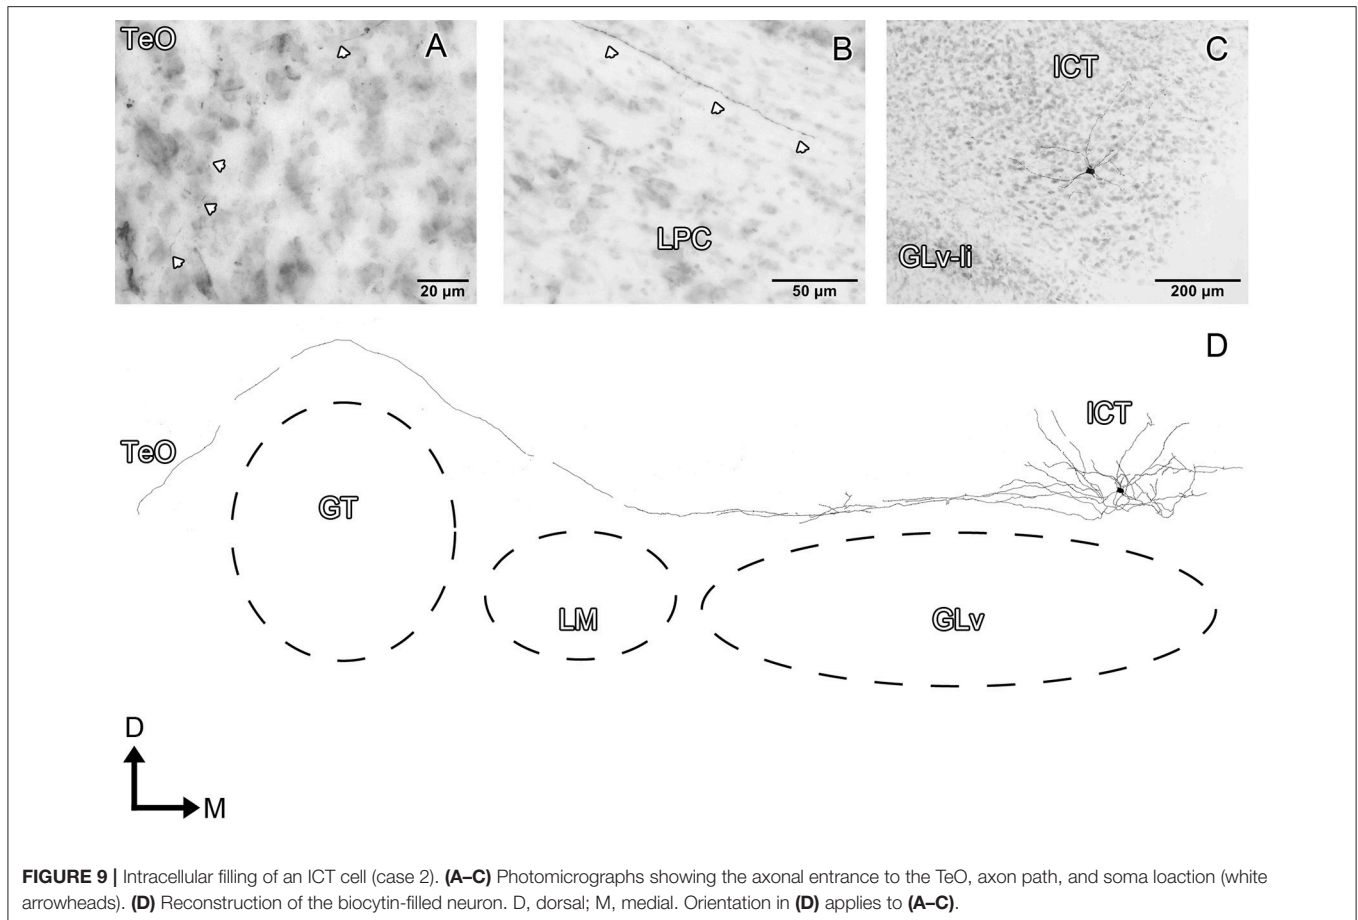 TeO
A
20 µm
B
LPC
50 µm
ICT
C
GLv-li
200 µm
D
ICT
TeO
GT
LM
GLv
D
M
FIGURE 9 | Intracellular filling of an ICT cell (case 2). (A–C) Photomicrographs showing the axonal entrance to the TeO, axon path, and soma loaction (white
arrowheads). (D) Reconstruction of the biocytin-filled neuron. D, dorsal; M, medial. Orientation in (D) applies to (A–C).